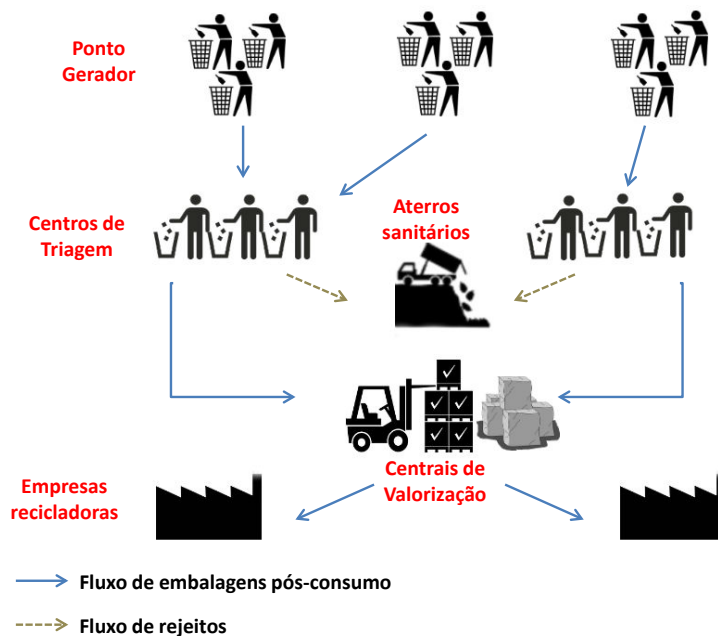 Ponto
Gerador
Centros de
Triagem
Aterros
sanitários
Centrais de
Valorização
Empresas
recicladoras
Fluxo de embalagens pós-consumo
Fluxo de rejeitos